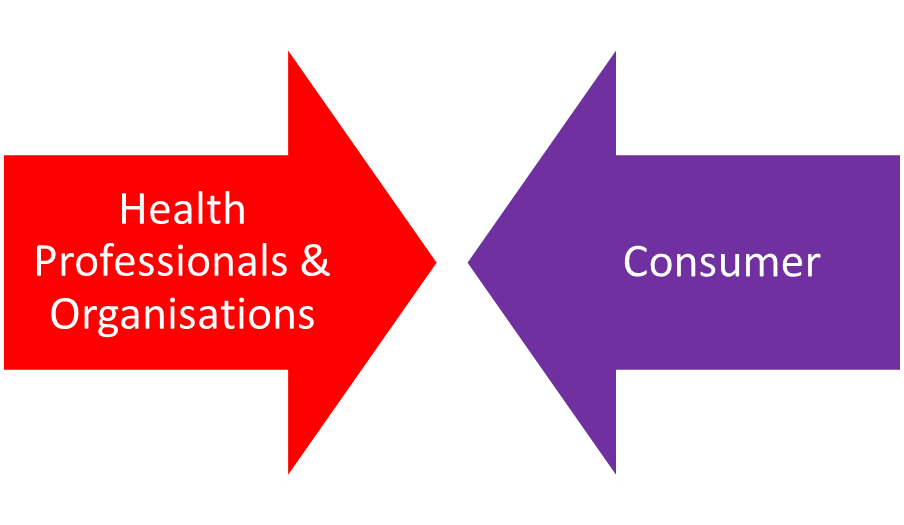 Health
Professionals &
Organisations
Consumer